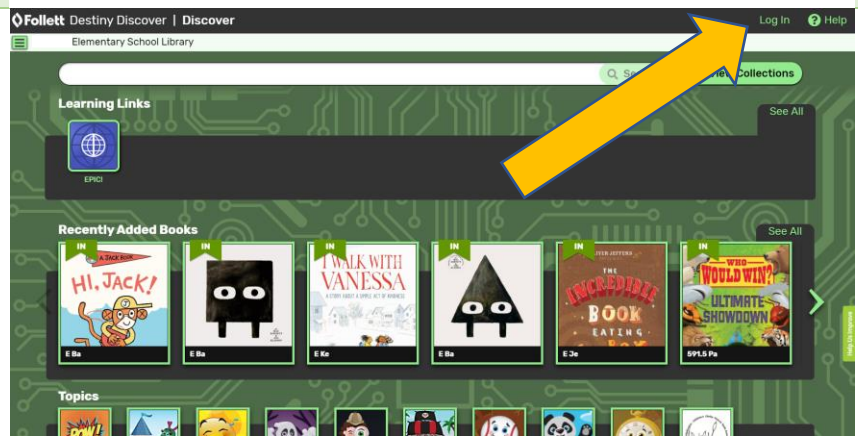 Follett Destiny Discover | Discover
Log In
Help
Elementary School Library
Collections
Learning Links
See All
EPIC!
Recently Added Books
See All
IN
IN
IN
IN
IN
IN
A JACK BOOK
HI, JACK!
I WALK WITH
VANESSA
A STORY ABOUT A SIMPLE ACT OF KINDNESS
JEFFERS
THE
INCREDIBLE
BOOK
EATING
WHO
WOULD WIN?
ULTIMATE
SHOWDOWN
E Ba
E Ba
E Ke
E Ba
E Je
591.5 Pa
Help Us Improve
Topics
POW!